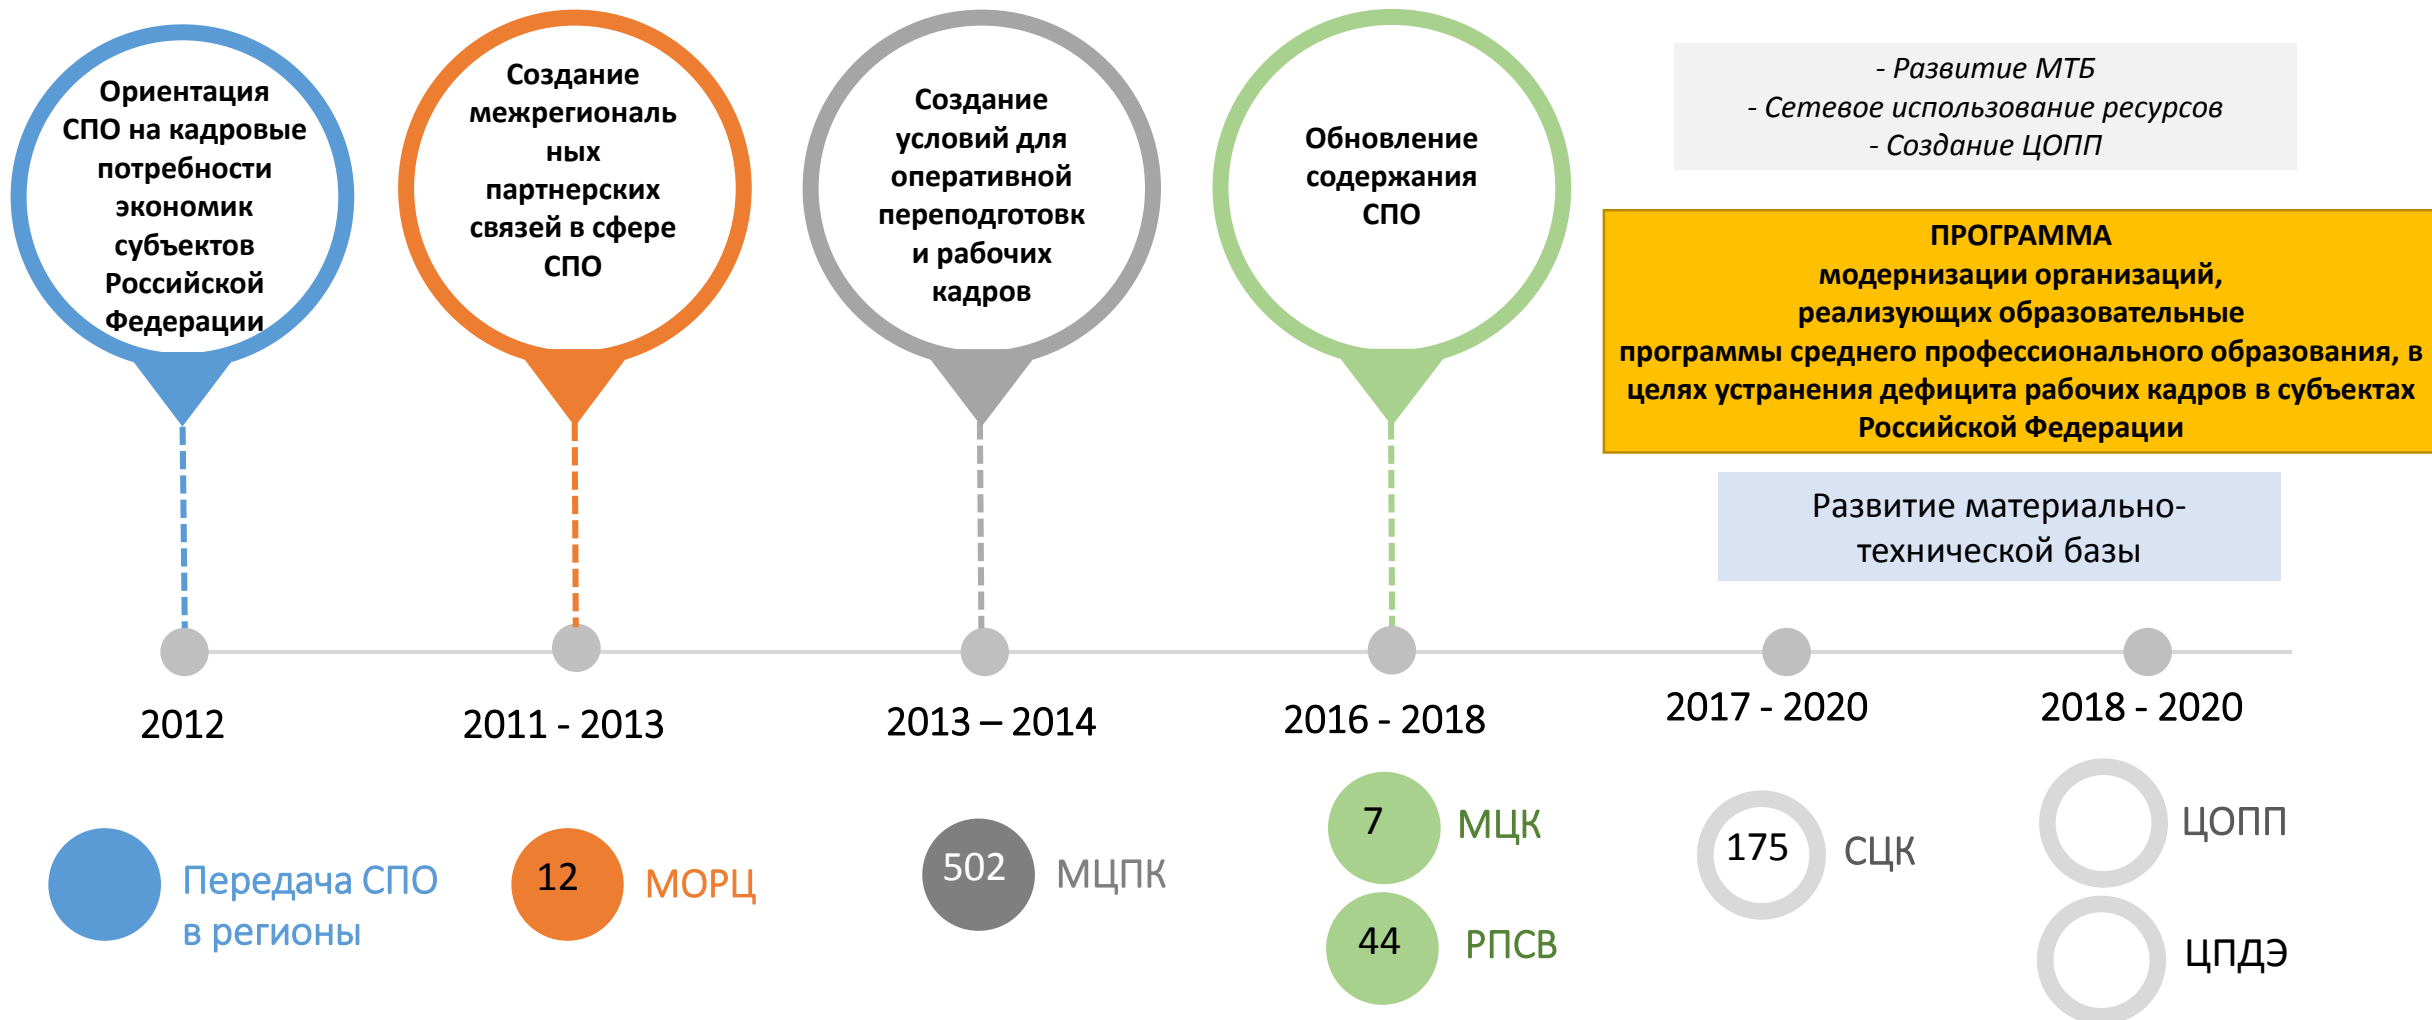 Ориентация
СПО на кадровые
потребности
экономик
субъектов
Российской
Федерации
Создание
межрегиональ
ных
партнерских
связей в сфере
СПО
Создание
условий для
оперативной
переподготовк
и рабочих
кадров
Обновление
содержания
СПО
- Развитие МТБ
- Сетевое использование ресурсов
- Создание ЦОПП
ПРОГРАММА
модернизации организаций,
реализующих образовательные
программы среднего профессионального образования, в
целях устранения дефицита рабочих кадров в субъектах
Российской Федерации
Развитие материально-
технической базы
2012
2011 - 2013
2013 – 2014
2016 - 2018
2017 - 2020
2018 - 2020
Передача СПО
в регионы
12 МОРЦ
502 МЦПК
7 МЦК
44 РПСВ
175 СЦК
ЦОПП
ЦПДЭ